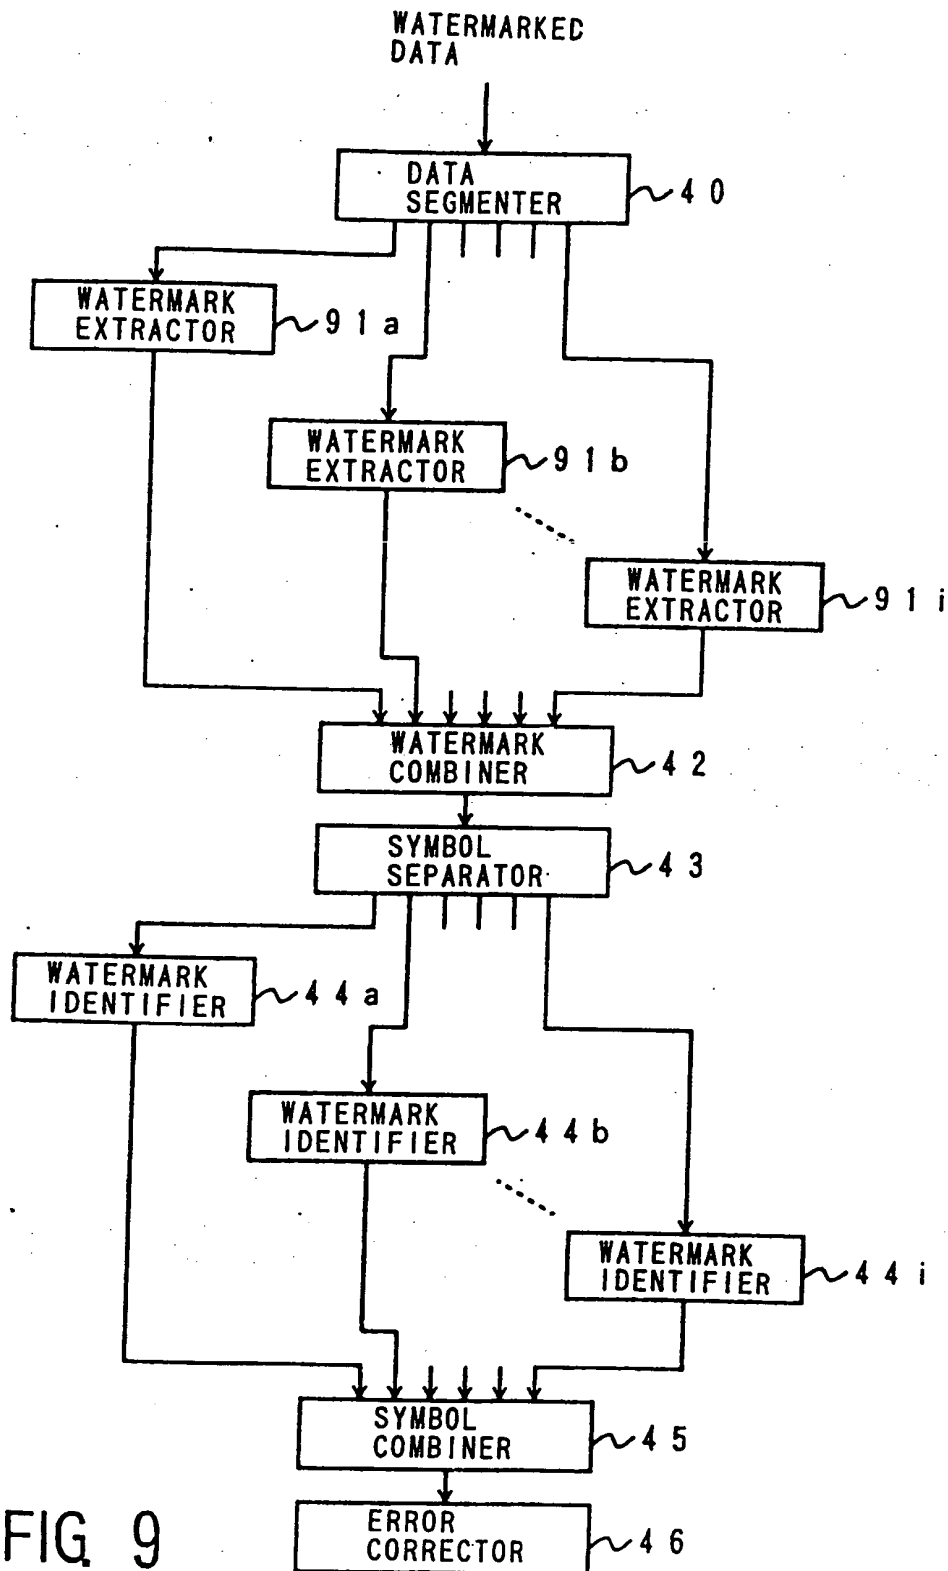 WATERMARKED
DATA
DATA
SEGMENTER
40
WATERMARK
EXTRACTOR
91a
WATERMARK
EXTRACTOR
91b
WATERMARK
EXTRACTOR
91i
WATERMARK
COMBINER
42
SYMBOL
SEPARATOR
43
WATERMARK
IDENTIFIER
44a
WATERMARK
IDENTIFIER
44b
WATERMARK
IDENTIFIER
44i
SYMBOL
COMBINER
45
ERROR
CORRECTOR
46
FIG. 9